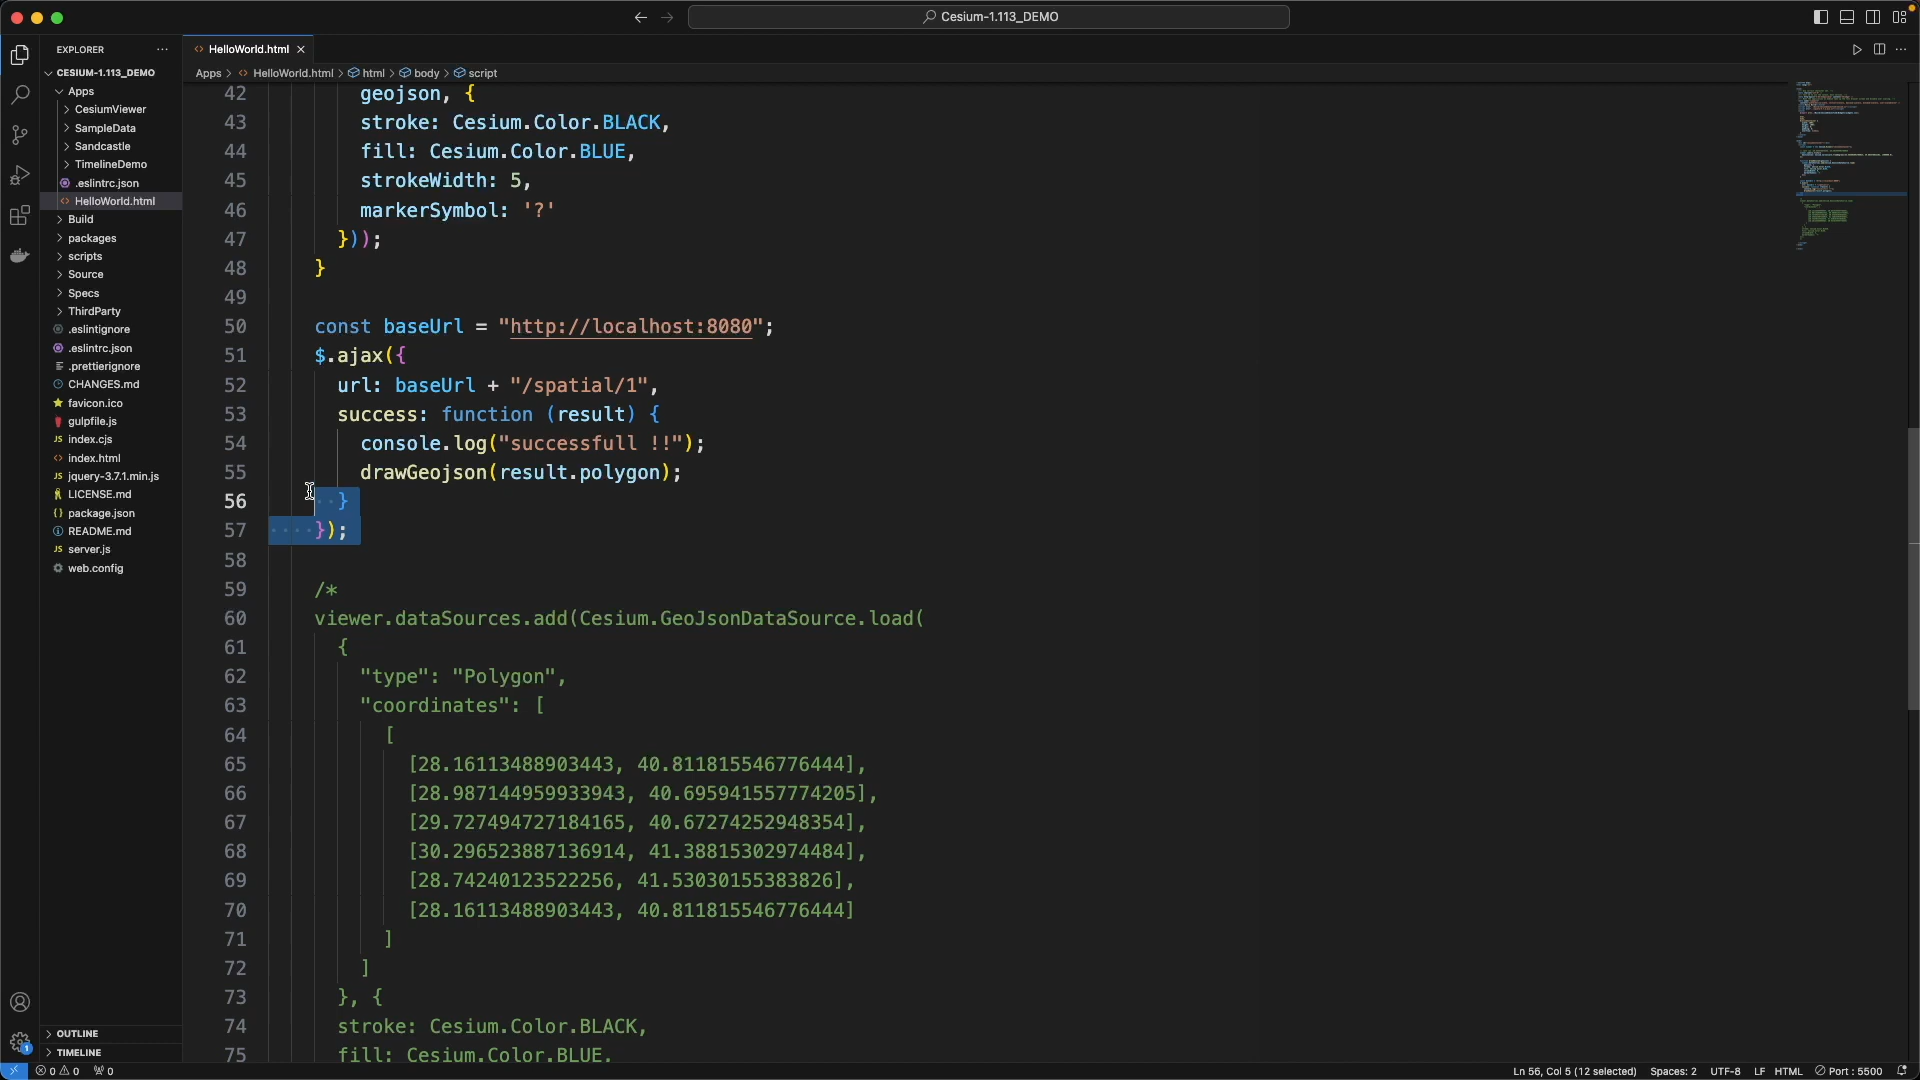 Cesium-1.113_DEMO
EXPLORER
HelloWorld.html
CESIUM-1.113_DEMO
Apps > HelloWorld.html > html > body > script
Apps
CesiumViewer
SampleData
Sandcastle
TimelineDemo
.eslintrc.json
HelloWorld.html
Build
packages
scripts
Source
Specs
ThirdParty
.eslintignore
.eslintrc.json
.prettierignore
CHANGES.md
favicon.ico
gulpfile.js
JS index.cjs
index.html
JS jquery-3.7.1.min.js
LICENSE.md
package.json
README.md
JS server.js
web.config
OUTLINE
TIMELINE
42 geojson, {
43 stroke: Cesium.Color.BLACK,
44 fill: Cesium.Color.BLUE,
45 strokeWidth: 5,
46 markerSymbol: '?'
47 }));
48 }
49
50 const baseUrl = "http://localhost:8080";
51 $.ajax({
52 url: baseUrl + "/spatial/1",
53 success: function (result) {
54 console.log("successfull !!");
55 drawGeojson(result.polygon);
56 }
57 });
58
59 /*
60 viewer.dataSources.add(Cesium.GeoJsonDataSource.load(
61 {
62 "type": "Polygon",
63 "coordinates": [
64 [
65 [28.16113488903443, 40.811815546776444],
66 [28.987144959933943, 40.695941557774205],
67 [29.727494727184165, 40.67274252948354],
68 [30.296523887136914, 41.38815302974484],
69 [28.74240123522256, 41.53030155383826],
70 [28.16113488903443, 40.811815546776444]
71 ]
72 ]
73 }, {
74 stroke: Cesium.Color.BLACK,
75 fill: Cesium.Color.BLUE.
1
0 0 0
Ln 56, Col 5 (12 selected) Spaces: 2 UTF-8 LF HTML Port : 5500